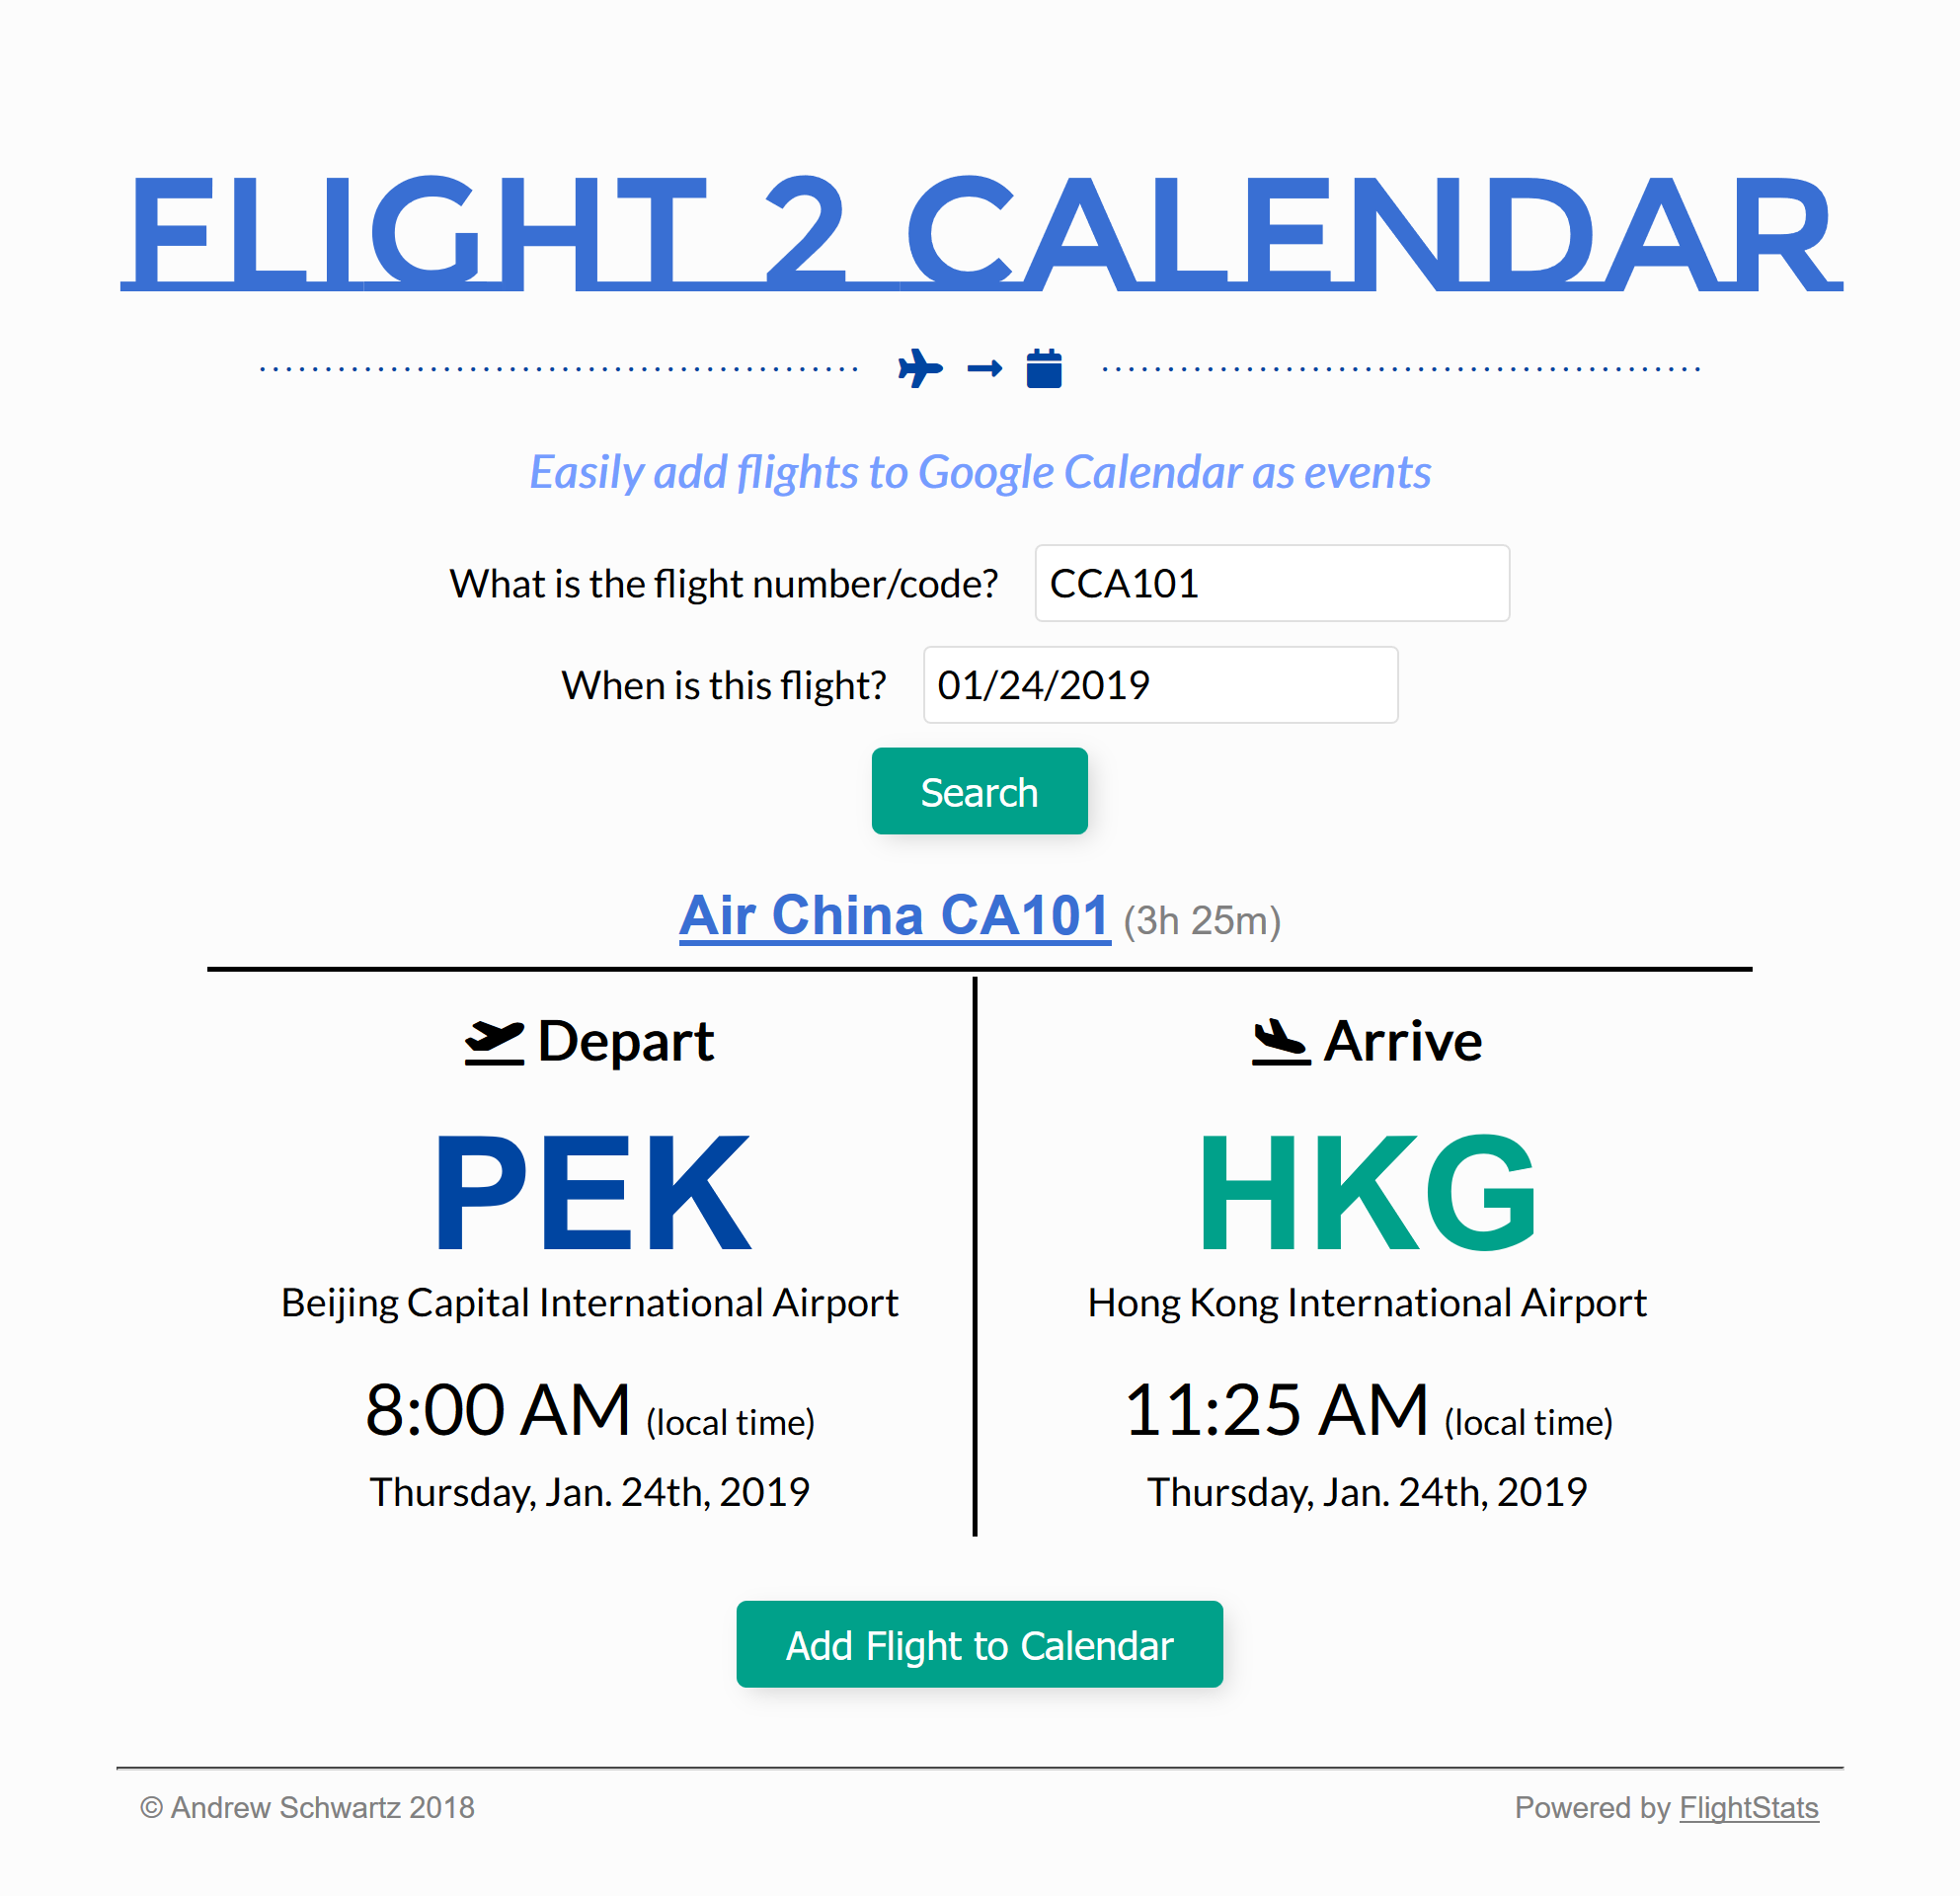 FLIGHT 2 CALENDAR
Easily add flights to Google Calendar as events
What is the flight number/code? CCA101
When is this flight? 01/24/2019
Search
Air China CA101 (3h 25m)
Depart
PEK
Beijing Capital International Airport
8:00 AM (local time)
Thursday, Jan. 24th, 2019
Arrive
HKG
Hong Kong International Airport
11:25 AM (local time)
Thursday, Jan. 24th, 2019
Add Flight to Calendar
© Andrew Schwartz 2018
Powered by FlightStats